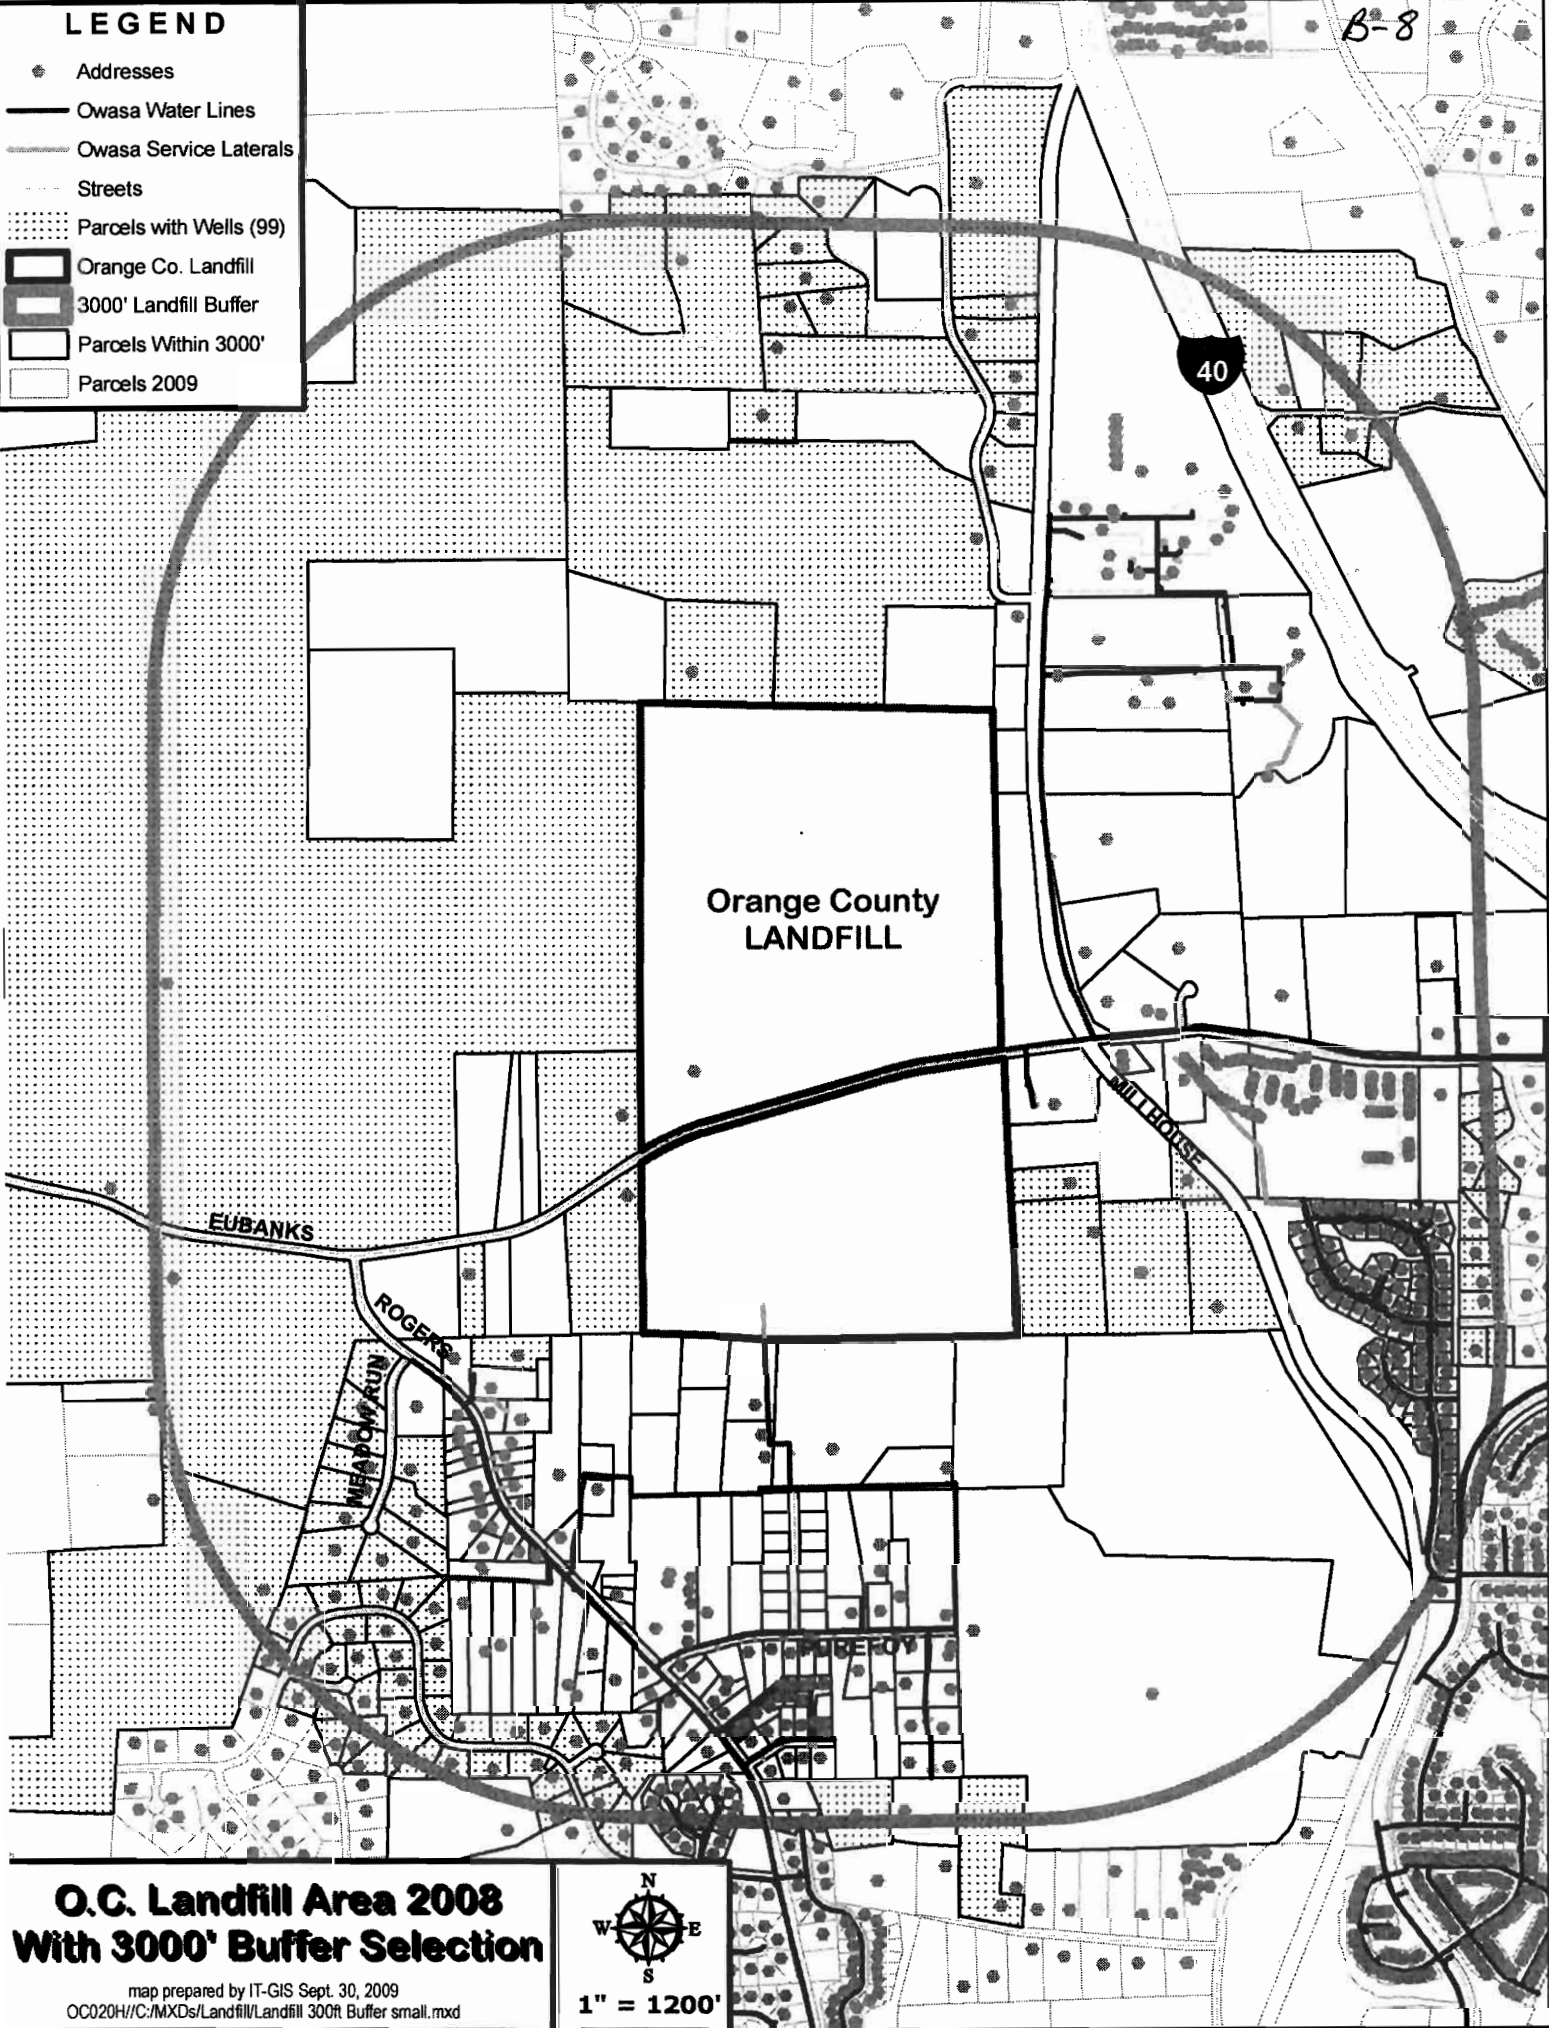 LEGEND
Addresses
Owasa Water Lines
Owasa Service Laterals
Streets
Parcels with Wells (99)
Orange Co. Landfill
3000' Landfill Buffer
Parcels Within 3000'
Parcels 2009
B-8
40
Orange County
LANDFILL
MILLHOUSE
EUBANKS
ROGERS
MEADOW RUN
PUREFOY
O.C. Landfill Area 2008
With 3000' Buffer Selection
map prepared by IT-GIS Sept. 30, 2009
OC020H//C:/MXDs/Landfill/Landfill 300ft Buffer small.mxd
N
W E
S
1" = 1200'